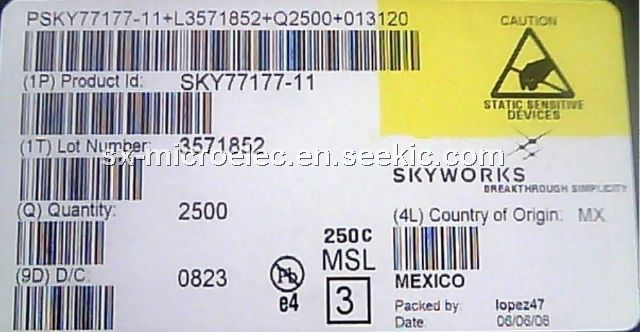 PSKY77177-11+L3571852+Q2500+013120
CAUTION
(1P) Product Id: SKY77177-11
STATIC SENSITIVE
DEVICES
(1T) Lot Number: 3571852
sx-microelec.en.seekic.com
SKYWORKS
BREAKTHROUGH SIMPLICITY
(Q) Quantity: 2500
(4L) Country of Origin: MX
250C
MSL
3
(9D) D/C: 0823
Pb
e4
MEXICO
Packed by: lopez47
Date 06/06/08